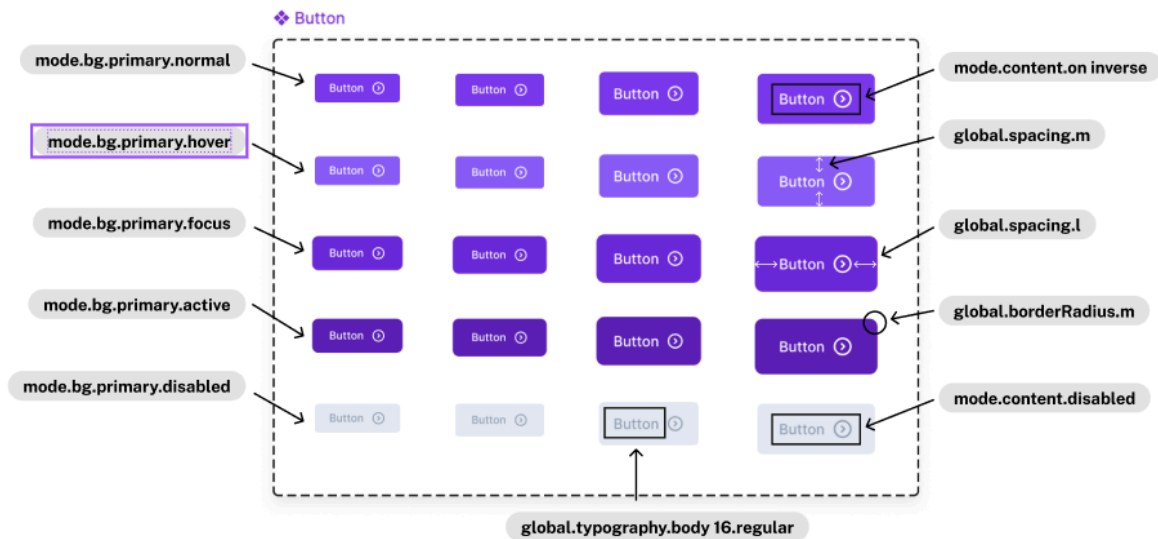 Button
mode.bg.primary.normal
Button Button Button Button
mode.content.on inverse
mode.bg.primary.hover
Button Button Button Button
global.spacing.m
mode.bg.primary.focus
Button Button Button Button
global.spacing.l
mode.bg.primary.active
Button Button Button Button
global.borderRadius.m
mode.bg.primary.disabled
Button Button Button Button
mode.content.disabled
global.typography.body 16.regular